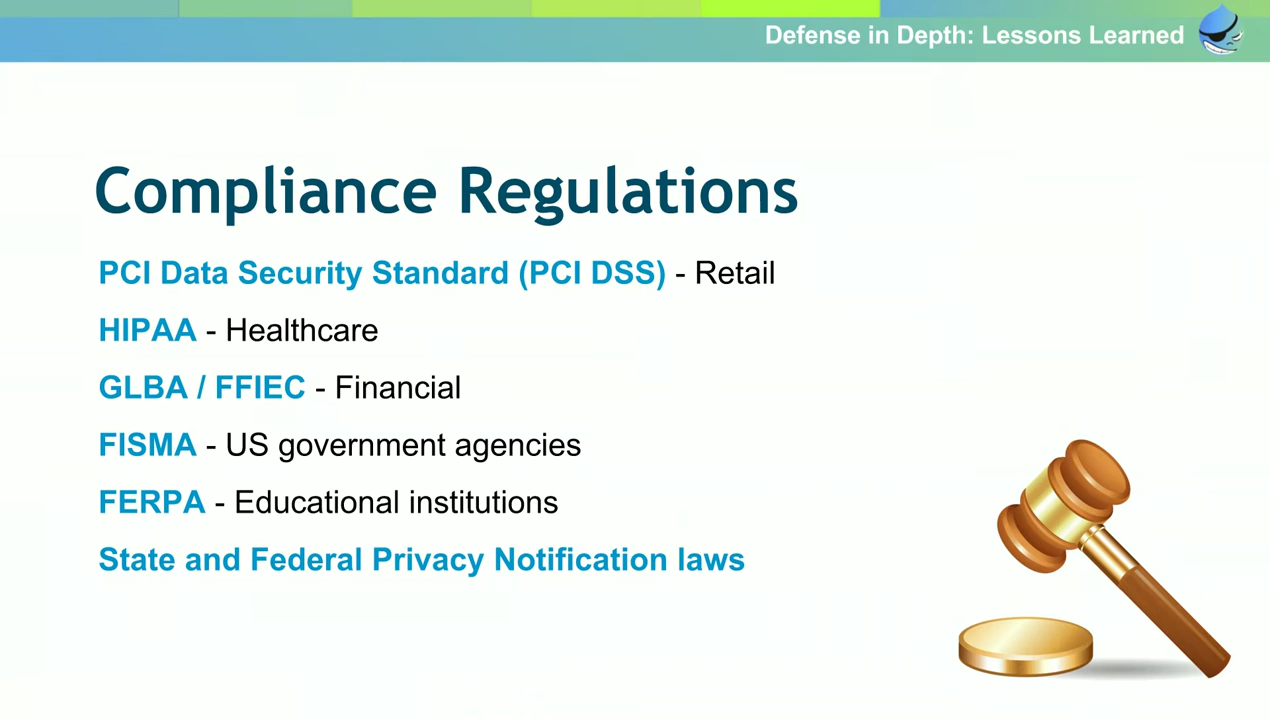 Defense in Depth: Lessons Learned
Compliance Regulations
PCI Data Security Standard (PCI DSS) - Retail
HIPAA - Healthcare
GLBA / FFIEC - Financial
FISMA - US government agencies
FERPA - Educational institutions
State and Federal Privacy Notification laws